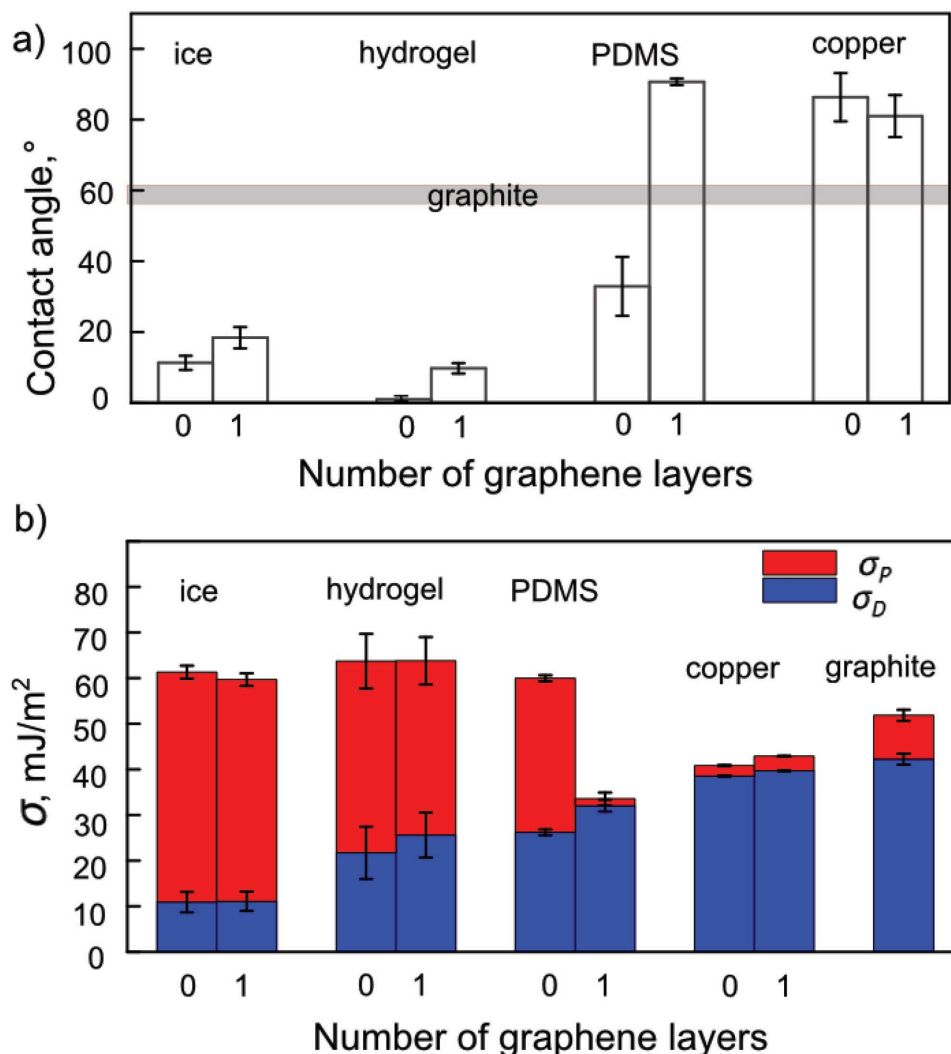 a)
100
80
60
40
20
0
Contact angle,°
ice
hydrogel
PDMS
copper
graphite
0 1 0 1 0 1 0 1
Number of graphene layers
b)
80
70
60
50
40
30
20
10
0
σ, mJ/m²
ice
hydrogel
PDMS
copper
graphite
σ_P
σ_D
0 1 0 1 0 1 0 1
Number of graphene layers